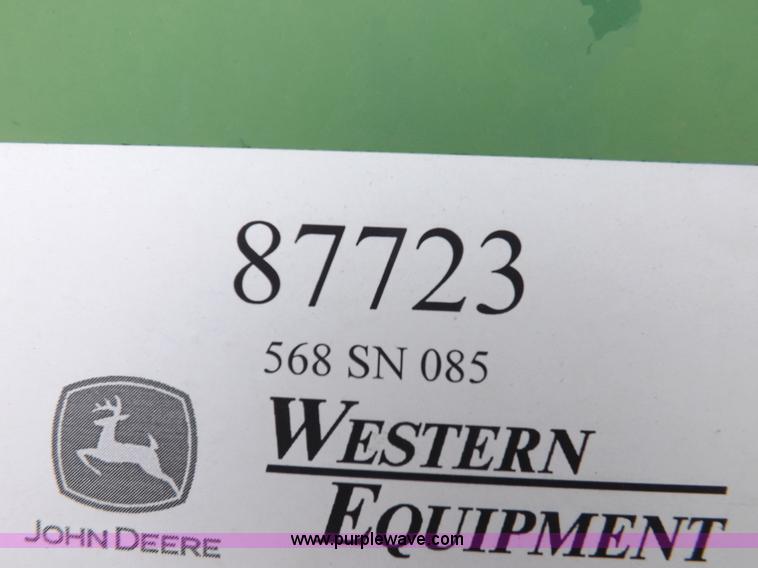 87723
568 SN 085
WESTERN
EQUIPMENT
JOHN DEERE
www.purplewave.com